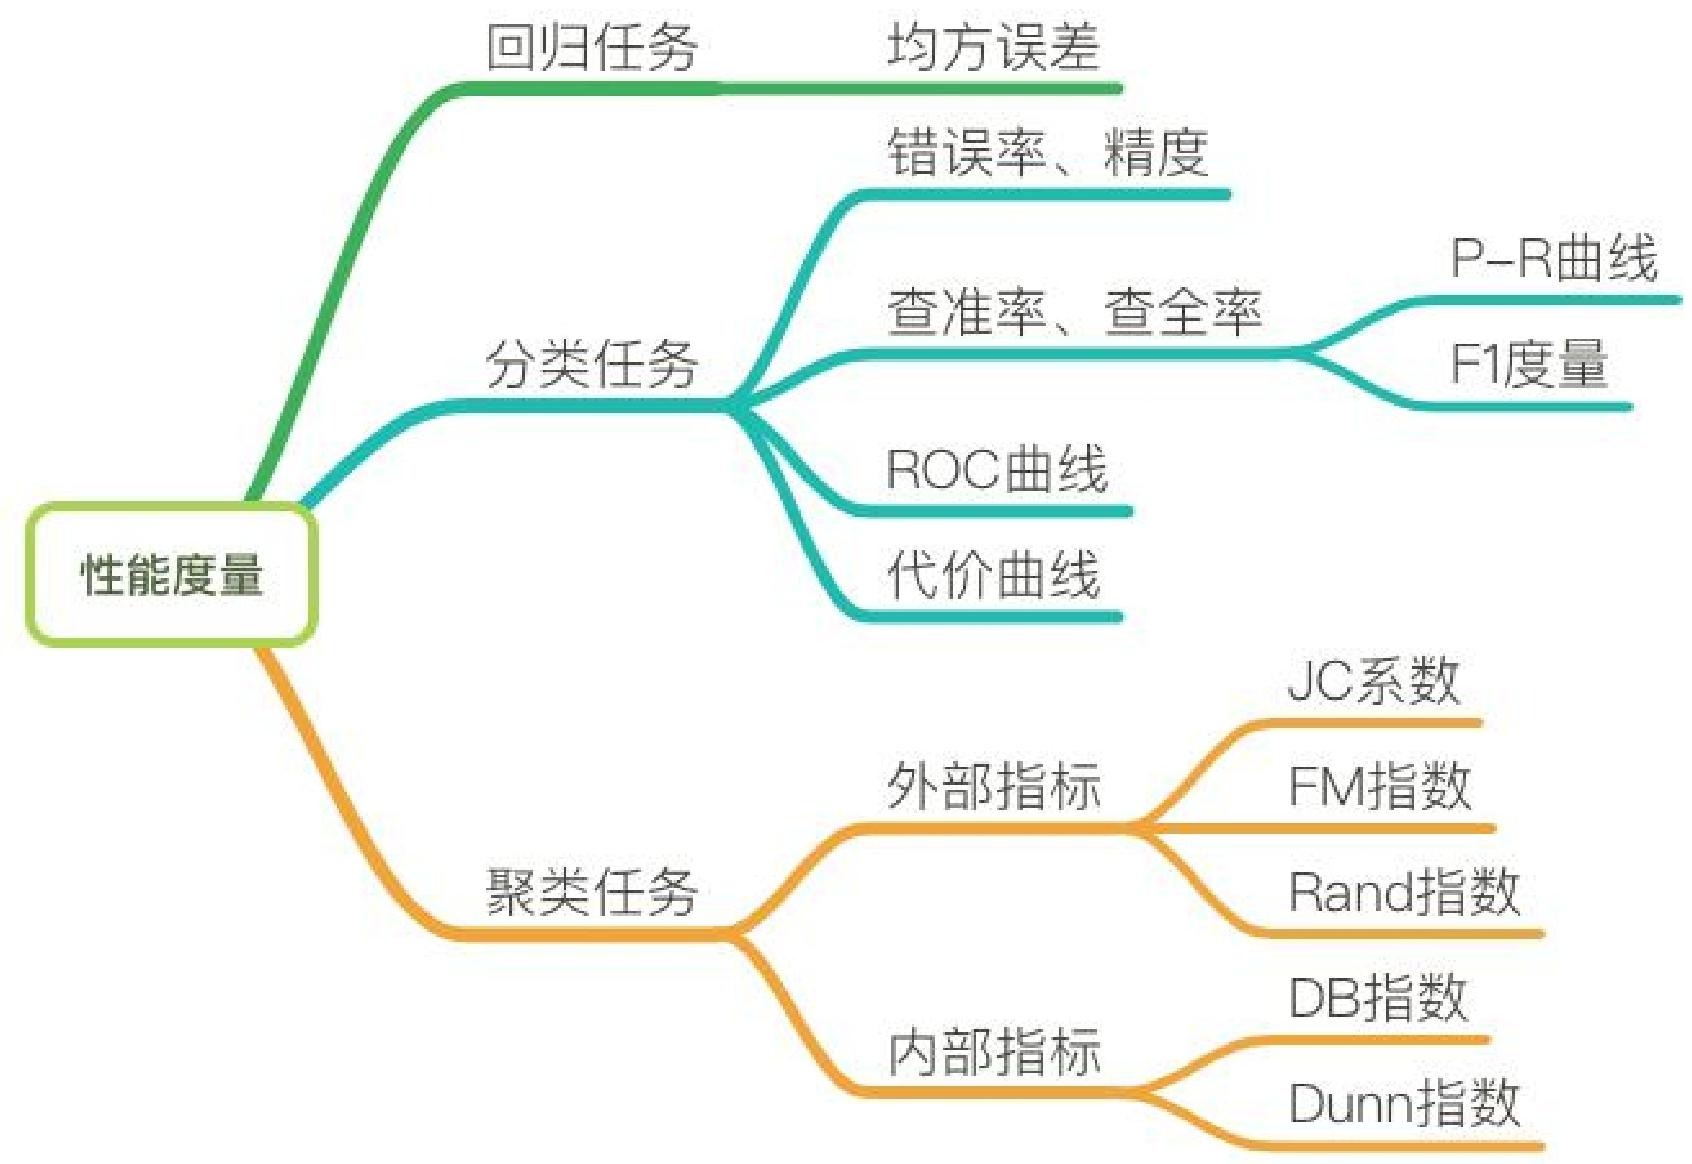 回归任务
均方误差
错误率、精度
P-R曲线
查准率、查全率
分类任务
F1度量
ROC曲线
性能度量
代价曲线
JC系数
外部指标
FM指数
聚类任务
Rand指数
DB指数
内部指标
Dunn指数